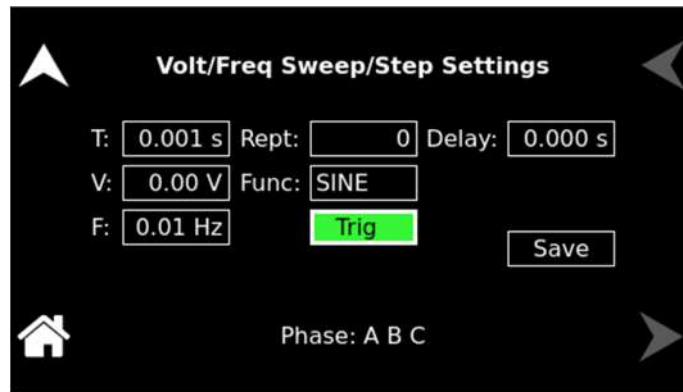 Volt/Freq Sweep/Step Settings
T: 0.001 s Rept: 0 Delay: 0.000 s
V: 0.00 V Func: SINE
F: 0.01 Hz Trig
Save
Phase: A B C